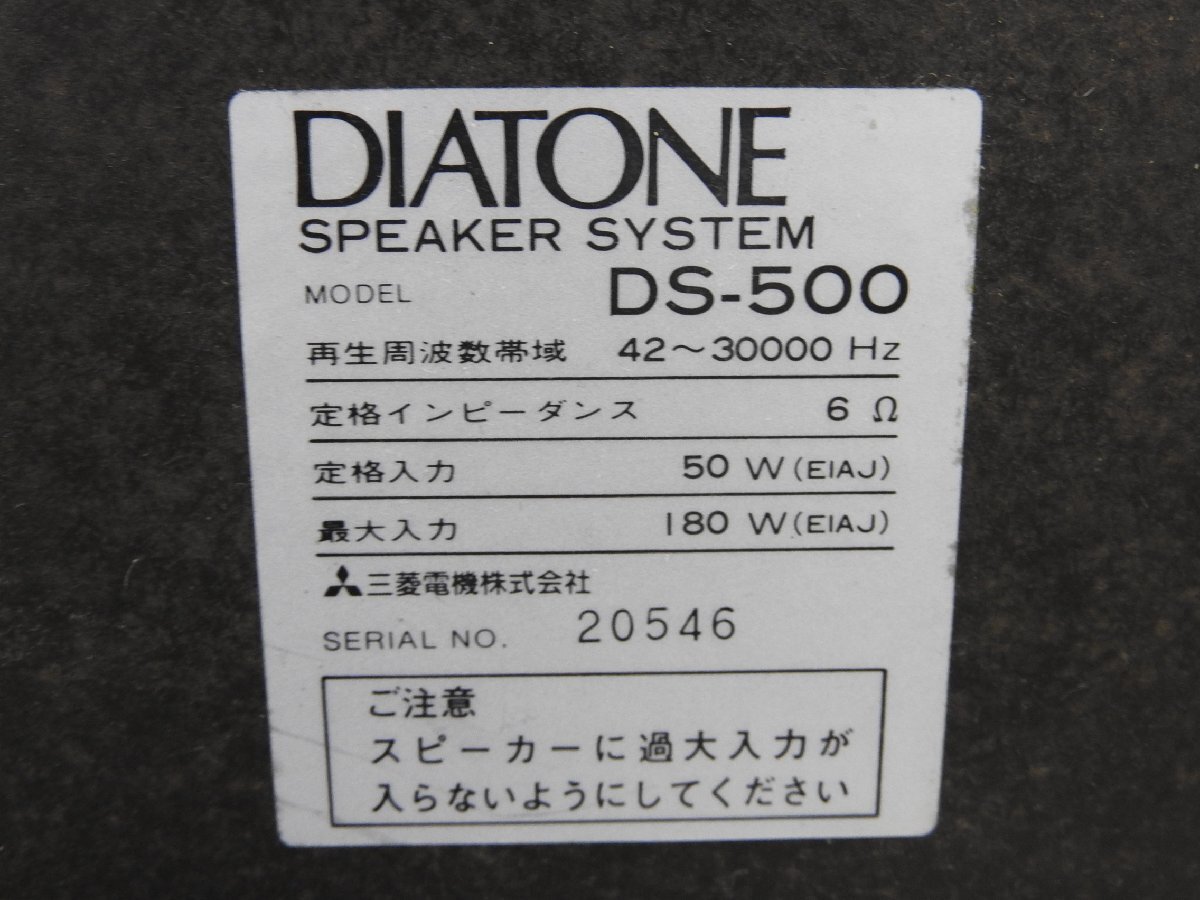 DIATONE
SPEAKER SYSTEM
MODEL DS-500
再生周波数帯域 42〜30000 Hz
定格インピーダンス 6 Ω
定格入力 50 W (EIAJ)
最大入力 180 W (EIAJ)
三菱電機株式会社
SERIAL NO. 20546
ご注意
スピーカーに過大入力が
入らないようにしてください